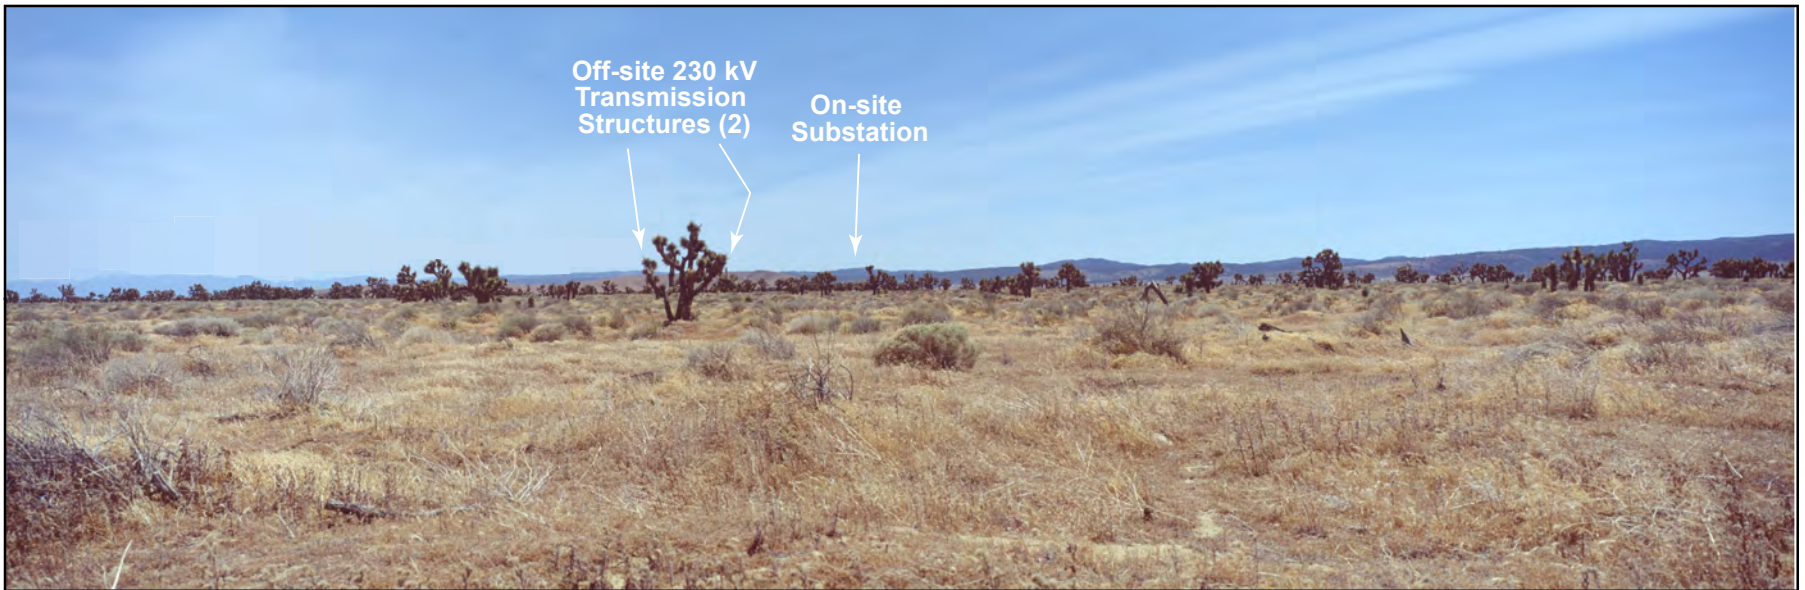 Off-site 230 kV
Transmission
Structures (2)
On-site
Substation